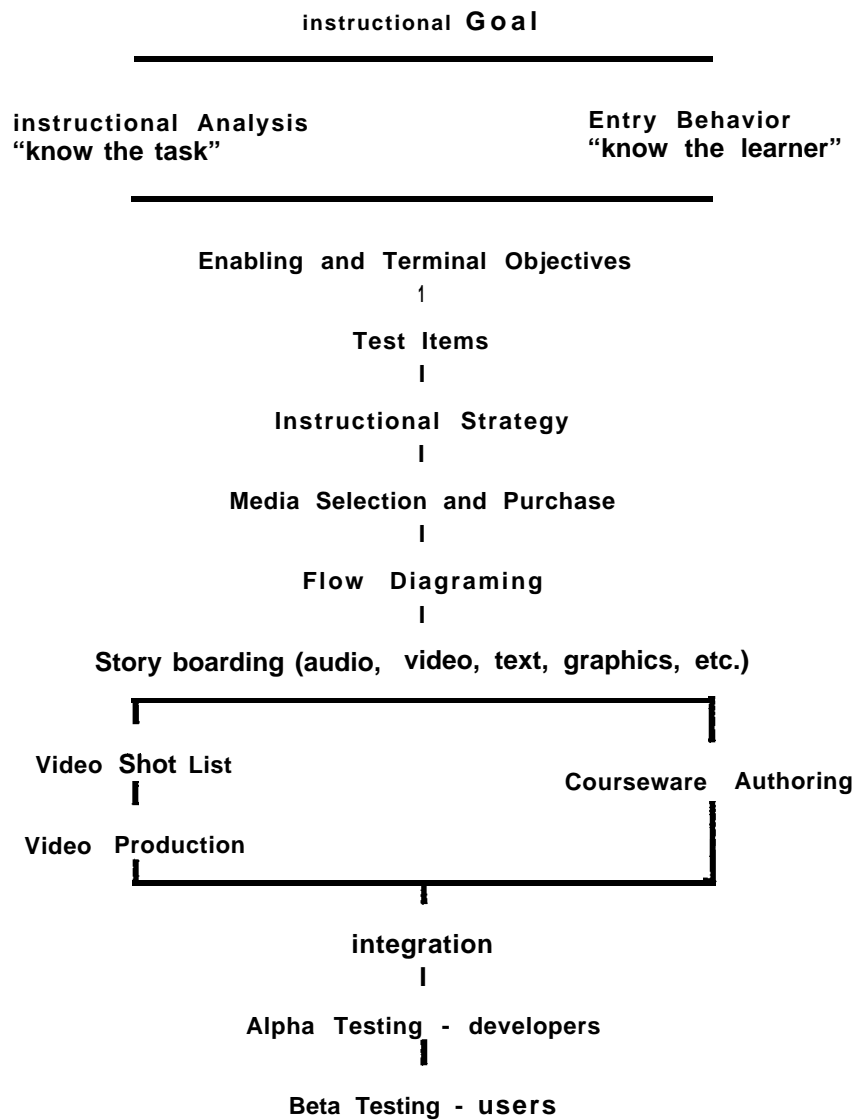 instructional Goal
instructional Analysis
“know the task”
Entry Behavior
“know the learner”
Enabling and Terminal Objectives
Test Items
Instructional Strategy
Media Selection and Purchase
Flow Diagraming
Story boarding (audio, video, text, graphics, etc.)
Video Shot List
Courseware Authoring
Video Production
integration
Alpha Testing - developers
Beta Testing - users